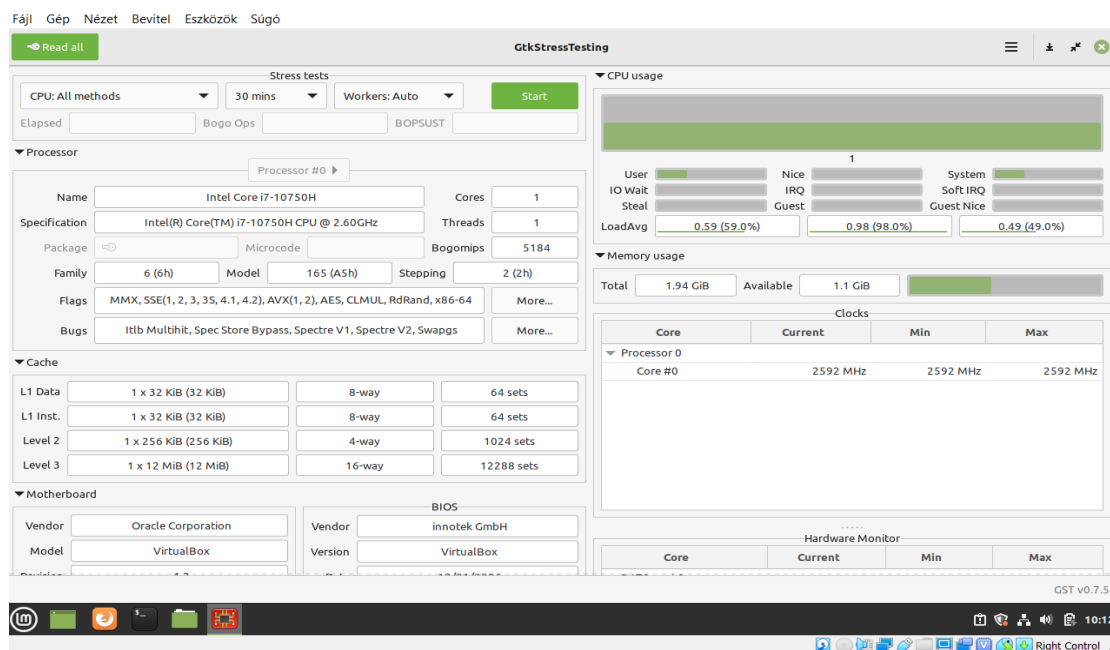 Fájl Gép Nézet Bevitel Eszközök Súgó
Read all
GtkStressTesting
Stress tests
CPU: All methods 30 mins Workers: Auto Start
Elapsed Bogo Ops BOPSUST
Processor
Processor #0
Name Intel Core i7-10750H Cores 1
Specification Intel(R) Core(TM) i7-10750H CPU @ 2.60GHz Threads 1
Package Microcode Bogomips 5184
Family 6 (6h) Model 165 (A5h) Stepping 2 (2h)
Flags MMX, SSE(1, 2, 3, 3S, 4.1, 4.2), AVX(1, 2), AES, CLMUL, RdRand, x86-64 More...
Bugs Itlb Multihit, Spec Store Bypass, Spectre V1, Spectre V2, Swapgs More...
Cache
L1 Data 1 x 32 KiB (32 KiB) 8-way 64 sets
L1 Inst. 1 x 32 KiB (32 KiB) 8-way 64 sets
Level 2 1 x 256 KiB (256 KiB) 4-way 1024 sets
Level 3 1 x 12 MiB (12 MiB) 16-way 12288 sets
Motherboard
Vendor Oracle Corporation
Model VirtualBox
BIOS
Vendor innotek GmbH
Version VirtualBox
CPU usage
1
User Nice System
IO Wait IRQ Soft IRQ
Steal Guest Guest Nice
LoadAvg 0.59 (59.0%) 0.98 (98.0%) 0.49 (49.0%)
Memory usage
Total 1.94 GiB Available 1.1 GiB
Clocks
Core Current Min Max
Processor 0
Core #0 2592 MHz 2592 MHz 2592 MHz
Hardware Monitor
Core Current Min Max
GST v0.7.5
10:12
Right Control